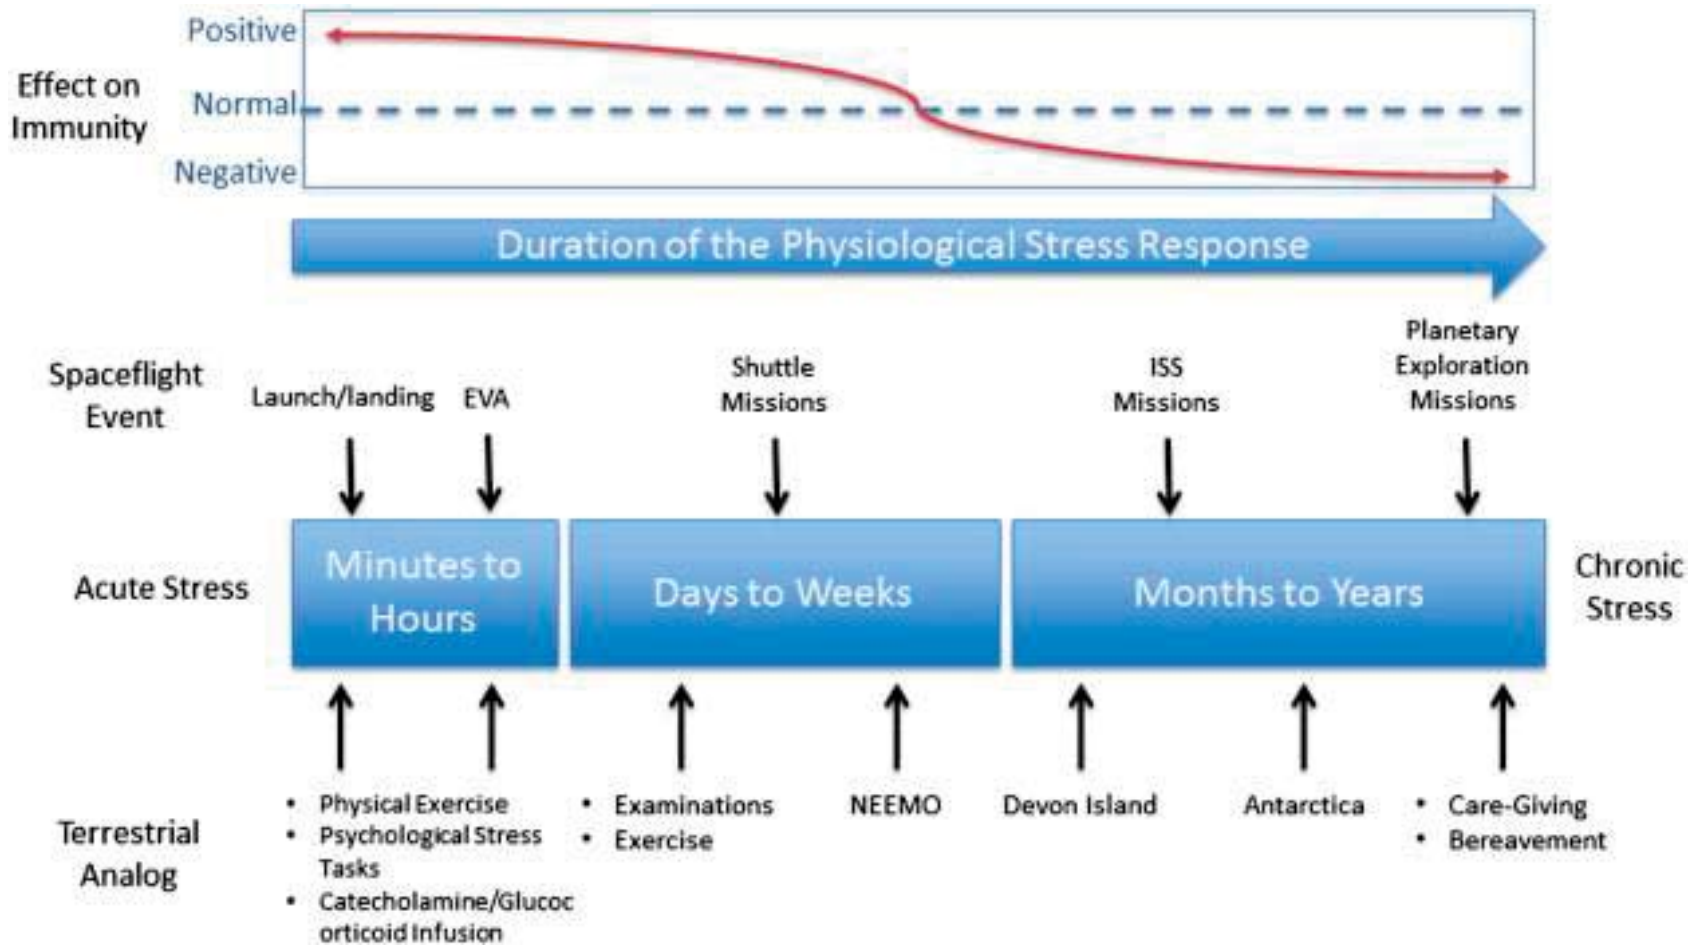 Positive
Effect on
Immunity
Normal
Negative
Duration of the Physiological Stress Response
Spaceflight
Event
Launch/landing
EVA
Shuttle
Missions
ISS
Missions
Planetary
Exploration
Missions
Acute Stress
Minutes to
Hours
Days to Weeks
Months to Years
Chronic
Stress
Terrestrial
Analog
• Physical Exercise
• Psychological Stress
Tasks
• Catecholamine/Glucoc
orticoid Infusion
• Examinations
• Exercise
NEEMO
Devon Island
Antarctica
• Care-Giving
• Bereavement